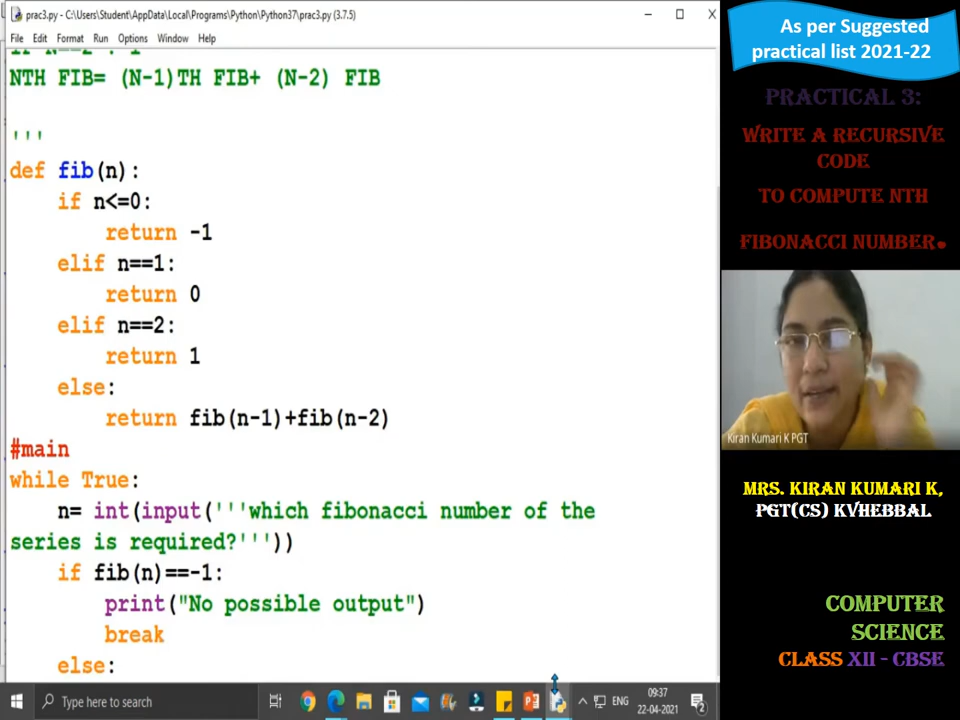 prac3.py - C:\Users\Student\AppData\Local\Programs\Python\Python37\prac3.py (3.7.5)
File Edit Format Run Options Window Help
NTH FIB= (N-1)TH FIB+ (N-2) FIB
'''
def fib(n):
    if n<=0:
        return -1
    elif n==1:
        return 0
    elif n==2:
        return 1
    else:
        return fib(n-1)+fib(n-2)
#main
while True:
    n= int(input('''which fibonacci number of the
series is required?'''))
    if fib(n)==-1:
        print("No possible output")
        break
    else:
Type here to search
ENG
09:37
22-04-2021
2
As per Suggested
practical list 2021-22
PRACTICAL 3:
WRITE A RECURSIVE
CODE
TO COMPUTE NTH
FIBONACCI NUMBER.
Kiran Kumari K PGT
MRS. KIRAN KUMARI K,
PGT(CS) KVHEBBAL
COMPUTER
SCIENCE
CLASS XII - CBSE